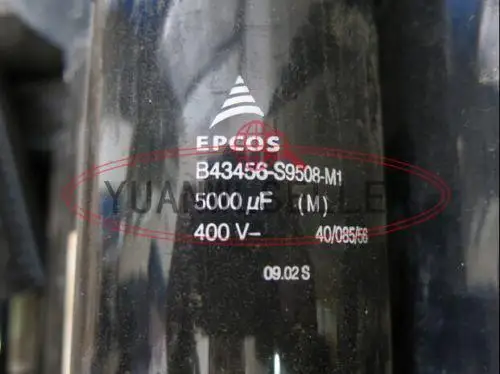 EPCOS
B43456-S9508-M1
5000 µF (M)
400 V– 40/085/56
09.02 S